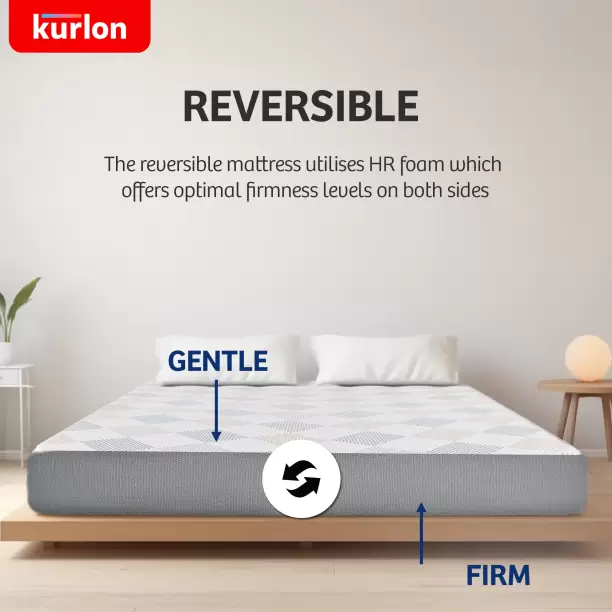 kurlon
REVERSIBLE
The reversible mattress utilises HR foam which
offers optimal firmness levels on both sides
GENTLE
FIRM